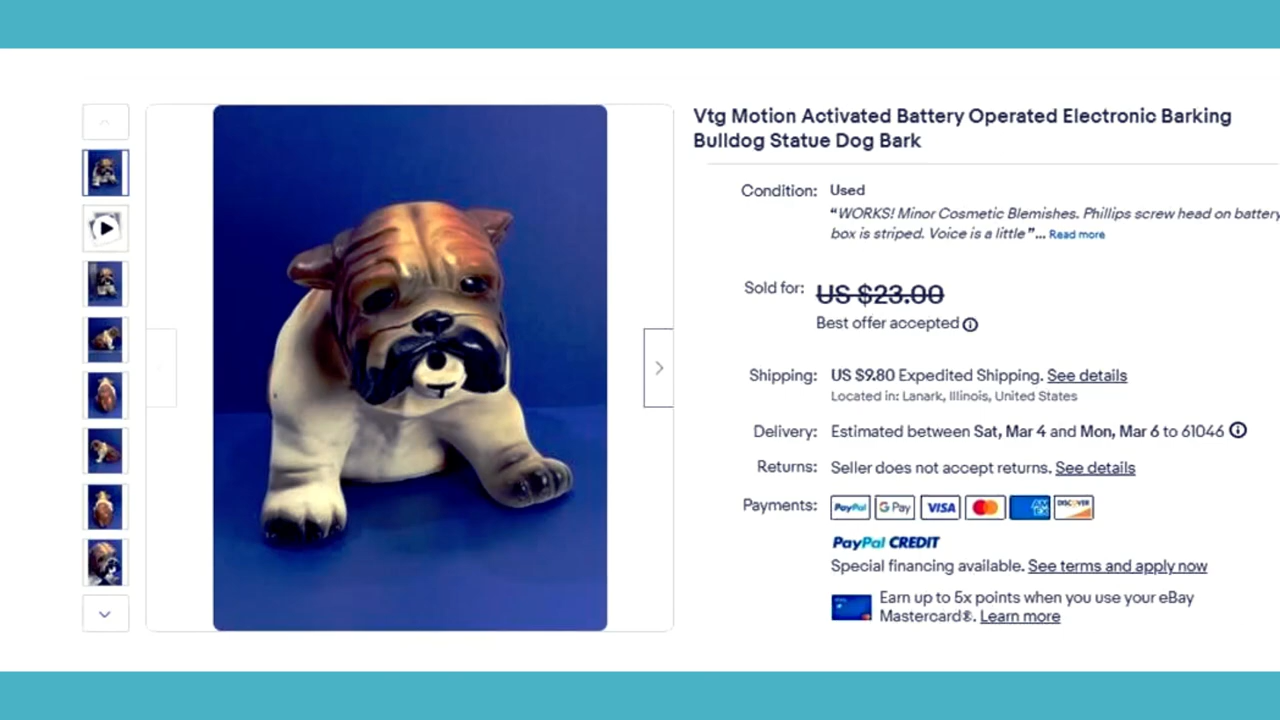 Vtg Motion Activated Battery Operated Electronic Barking
Bulldog Statue Dog Bark
Condition: Used
“WORKS! Minor Cosmetic Blemishes. Phillips screw head on battery
box is striped. Voice is a little”... Read more
Sold for: US $23.00
Best offer accepted
Shipping: US $9.80 Expedited Shipping. See details
Located in: Lanark, Illinois, United States
Delivery: Estimated between Sat, Mar 4 and Mon, Mar 6 to 61046
Returns: Seller does not accept returns. See details
Payments: PayPal G Pay VISA AMEX DISCOVER
PayPal CREDIT
Special financing available. See terms and apply now
Earn up to 5x points when you use your eBay
Mastercard®. Learn more